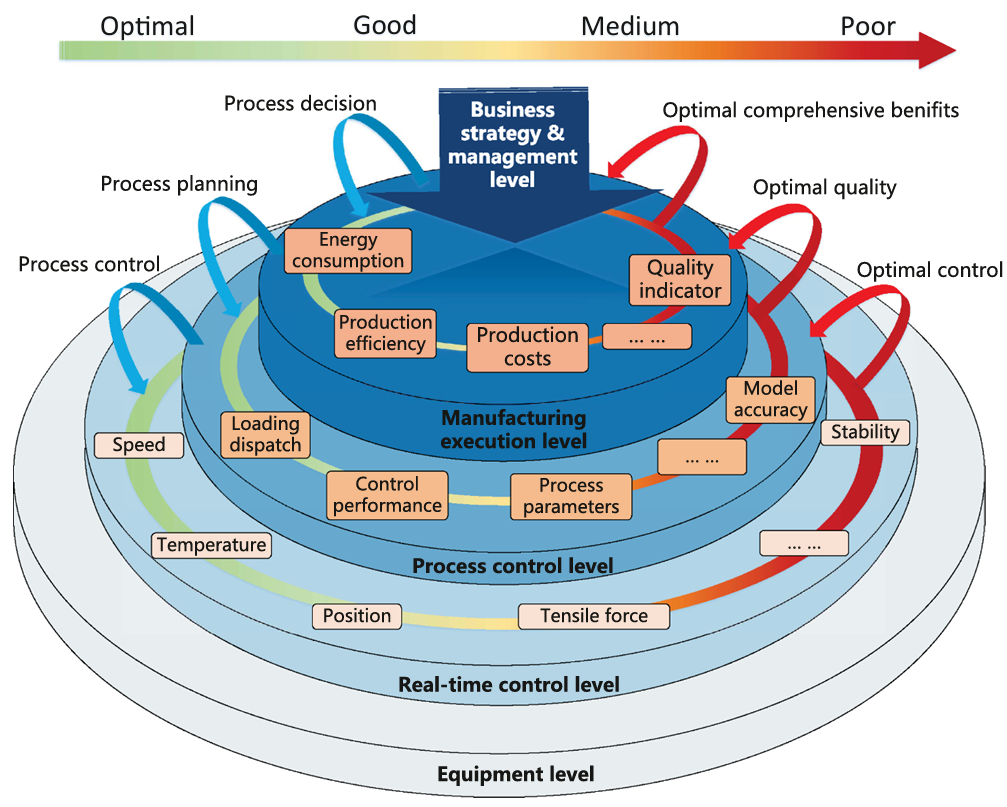 Optimal
Good
Medium
Poor
Process decision
Business
strategy &
management
level
Optimal comprehensive benifits
Process planning
Optimal quality
Process control
Optimal control
Energy
consumption
Quality
indicator
Production
efficiency
Production
costs
... ...
Manufacturing
execution level
Loading
dispatch
Control
performance
Process
parameters
... ...
Model
accuracy
Process control level
Speed
Temperature
Position
Tensile force
... ...
Stability
Real-time control level
Equipment level